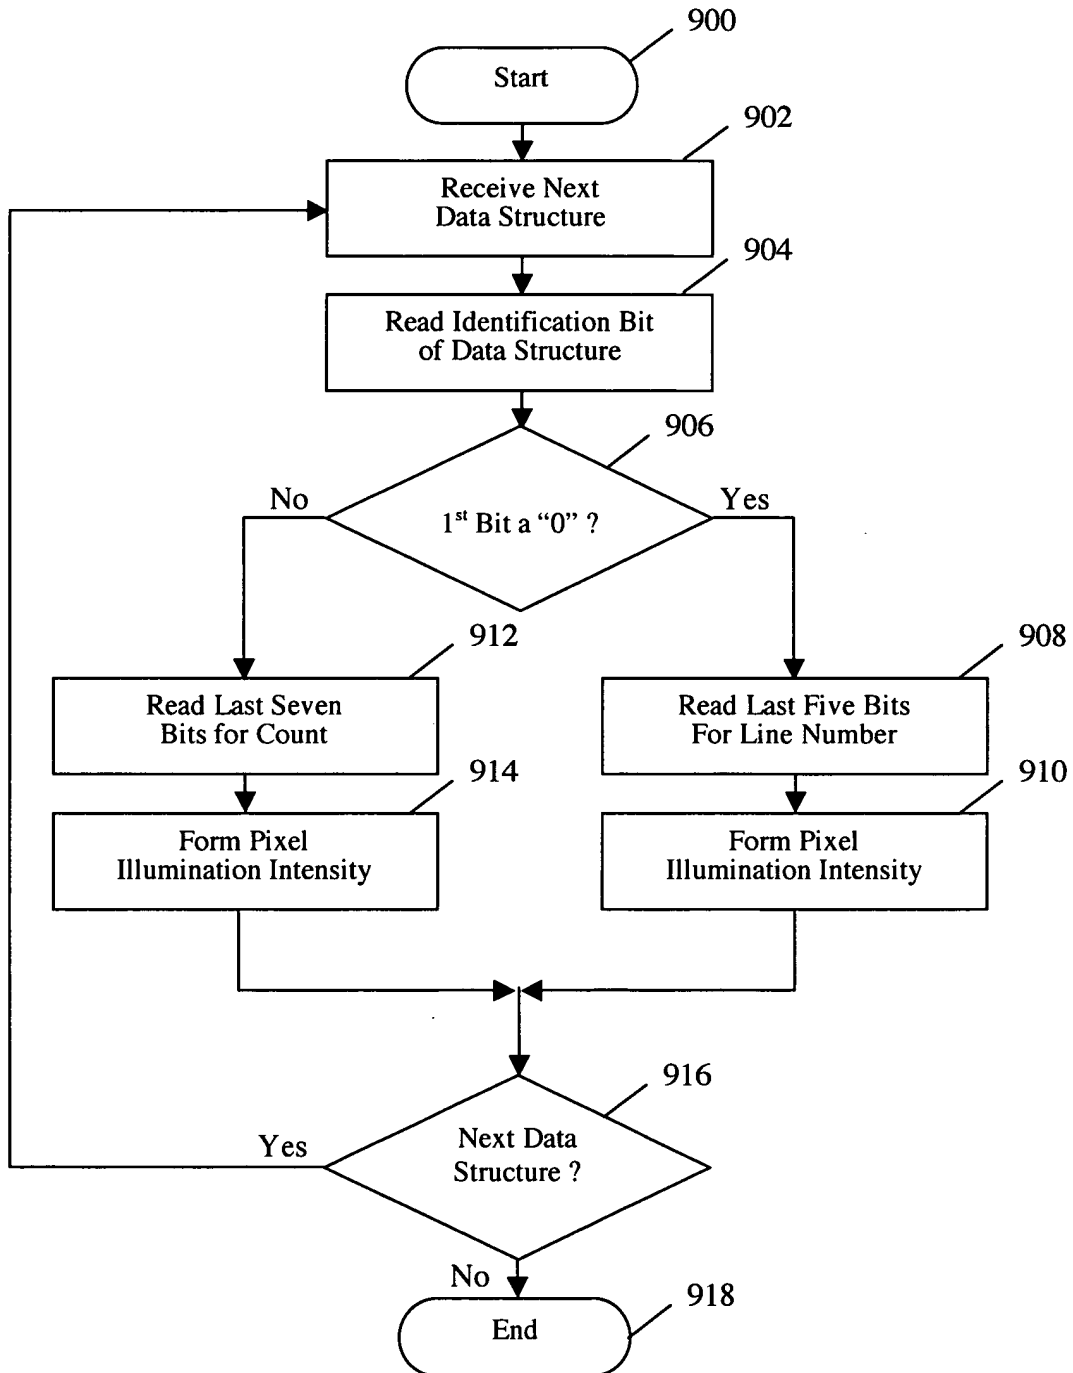 900
Start
902
Receive Next
Data Structure
904
Read Identification Bit
of Data Structure
906
No
Yes
1st Bit a “0” ?
912
908
Read Last Seven
Bits for Count
Read Last Five Bits
For Line Number
914
910
Form Pixel
Illumination Intensity
Form Pixel
Illumination Intensity
916
Yes
Next Data
Structure ?
No
918
End